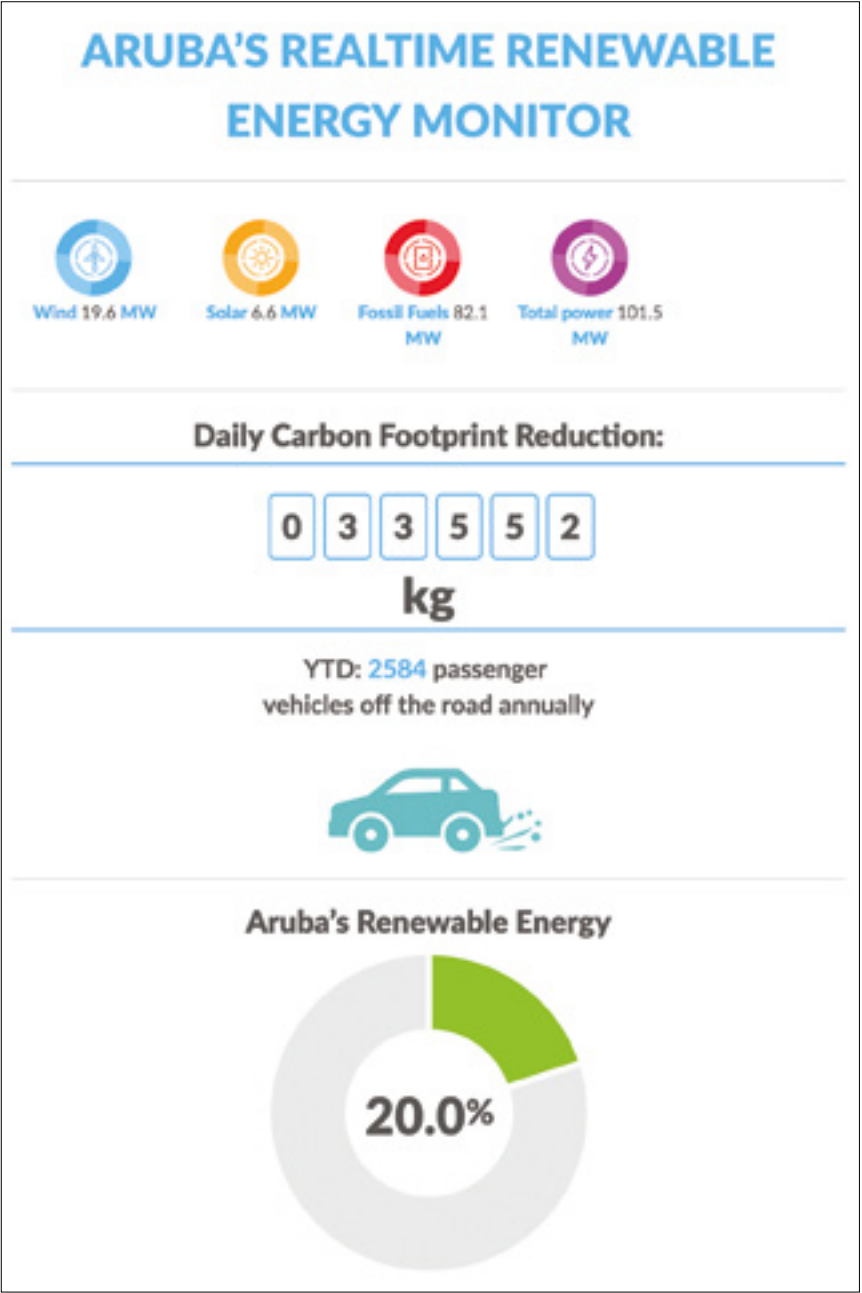 ARUBA’S REALTIME RENEWABLE
ENERGY MONITOR
Wind 19.6 MW
Solar 6.6 MW
Fossil Fuels 82.1
MW
Total power 101.5
MW
Daily Carbon Footprint Reduction:
0 3 3 5 5 2
kg
YTD: 2584 passenger
vehicles off the road annually
Aruba’s Renewable Energy
20.0%